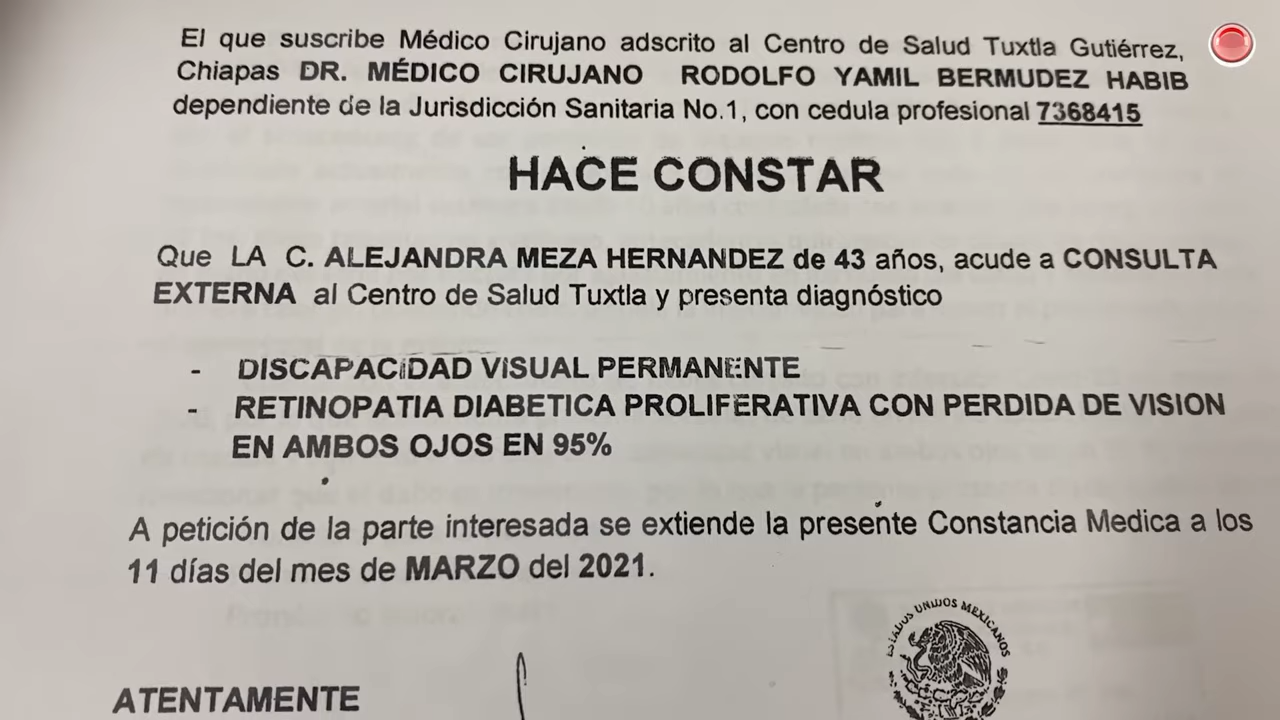 El que suscribe Médico Cirujano adscrito al Centro de Salud Tuxtla Gutiérrez,
Chiapas DR. MÉDICO CIRUJANO RODOLFO YAMIL BERMUDEZ HABIB
dependiente de la Jurisdicción Sanitaria No.1, con cedula profesional 7368415
HACE CONSTAR
Que LA C. ALEJANDRA MEZA HERNANDEZ de 43 años, acude a CONSULTA
EXTERNA al Centro de Salud Tuxtla y presenta diagnóstico
- DISCAPACiDAD VISUAL PERMANENTE
- RETINOPATIA DIABETICA PROLIFERATIVA CON PERDIDA DE VISION
EN AMBOS OJOS EN 95%
A petición de la parte interesada se extiende la presente Constancia Medica a los
11 días del mes de MARZO del 2021.
ESTADOS UNIDOS MEXICANOS
ATENTAMENTE